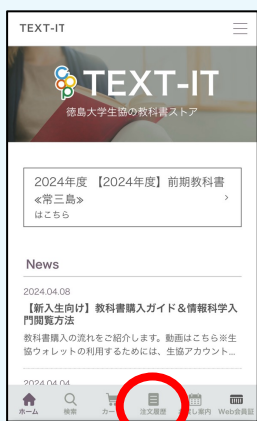 TEXT-IT
TEXT-IT
徳島大学生協の教科書ストア
2024年度 【2024年度】前期教科書
≪常三島≫
はこちら
News
2024.04.08
【新入生向け】教科書購入ガイド＆情報科学入
門閲覧方法
教科書購入の流れをご紹介します。動画はこちら※生
協ウォレットの利用するためには、生協アカウント...
2024.04.04
ホーム 検索 カー 注文履歴 し案内 Web会員証